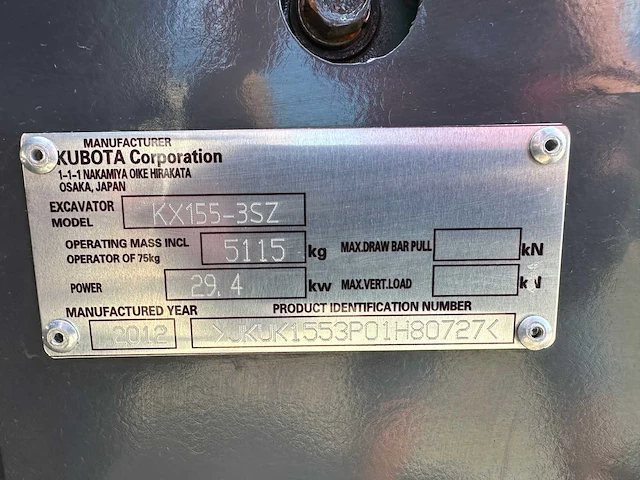 MANUFACTURER
KUBOTA Corporation
1-1-1 NAKAMIYA OIKE HIRAKATA
OSAKA, JAPAN
EXCAVATOR MODEL KX155-3SZ
OPERATING MASS INCL OPERATOR OF 75kg 5115 kg MAX.DRAW BAR PULL kN
POWER 29.4 kw MAX.VERT.LOAD kN
MANUFACTURED YEAR PRODUCT IDENTIFICATION NUMBER
2012 >JKUK1553P01H80727<